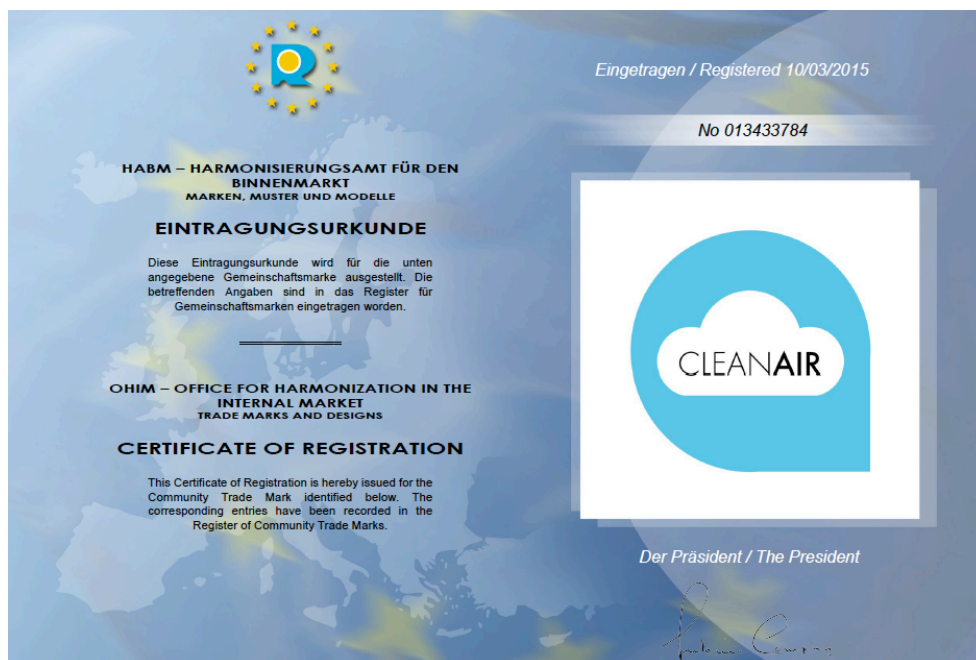 HABM – HARMONISIERUNGSAMT FÜR DEN
BINNENMARKT
MARKEN, MUSTER UND MODELLE
EINTRAGUNGSURKUNDE
Diese Eintragungsurkunde wird für die unten
angegebene Gemeinschaftsmarke ausgestellt. Die
betreffenden Angaben sind in das Register für
Gemeinschaftsmarken eingetragen worden.
OHIM – OFFICE FOR HARMONIZATION IN THE
INTERNAL MARKET
TRADE MARKS AND DESIGNS
CERTIFICATE OF REGISTRATION
This Certificate of Registration is hereby issued for the
Community Trade Mark identified below. The
corresponding entries have been recorded in the
Register of Community Trade Marks.
Eingetragen / Registered 10/03/2015
No 013433784
CLEANAIR
Der Präsident / The President